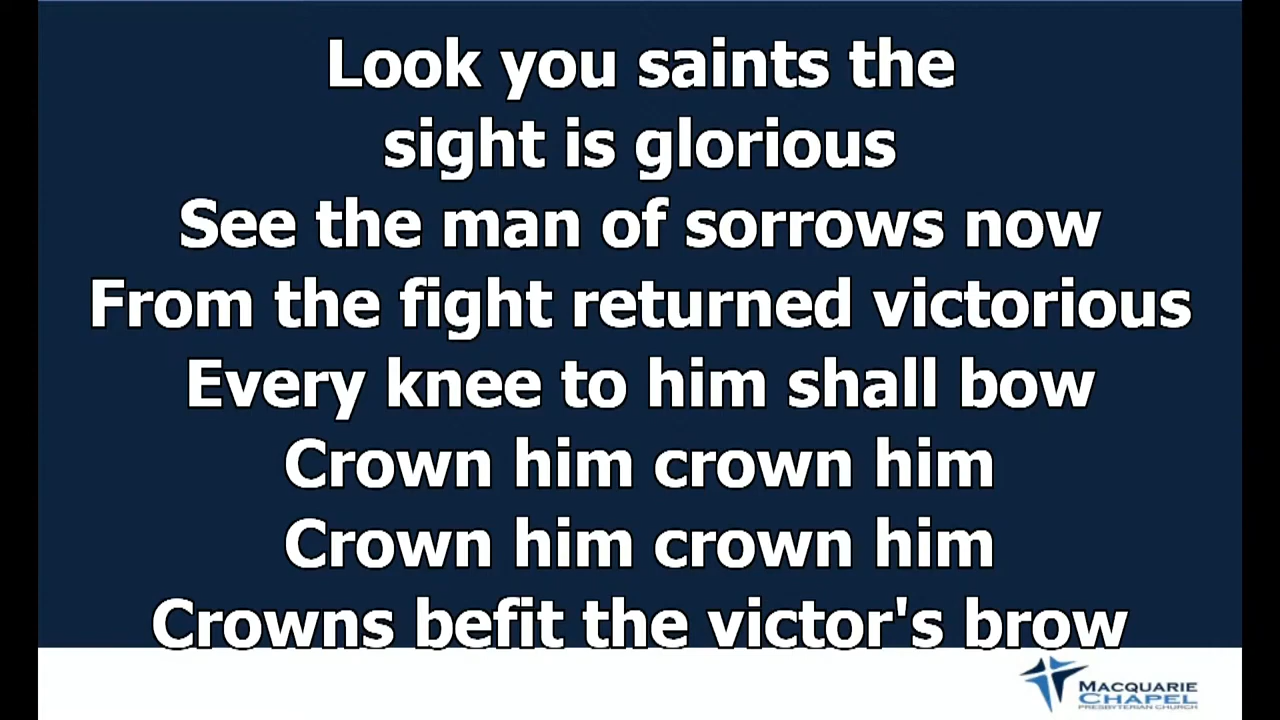 Look you saints the
sight is glorious
See the man of sorrows now
From the fight returned victorious
Every knee to him shall bow
Crown him crown him
Crown him crown him
Crowns befit the victor's brow
MACQUARIE
CHAPEL
PRESBYTERIAN CHURCH